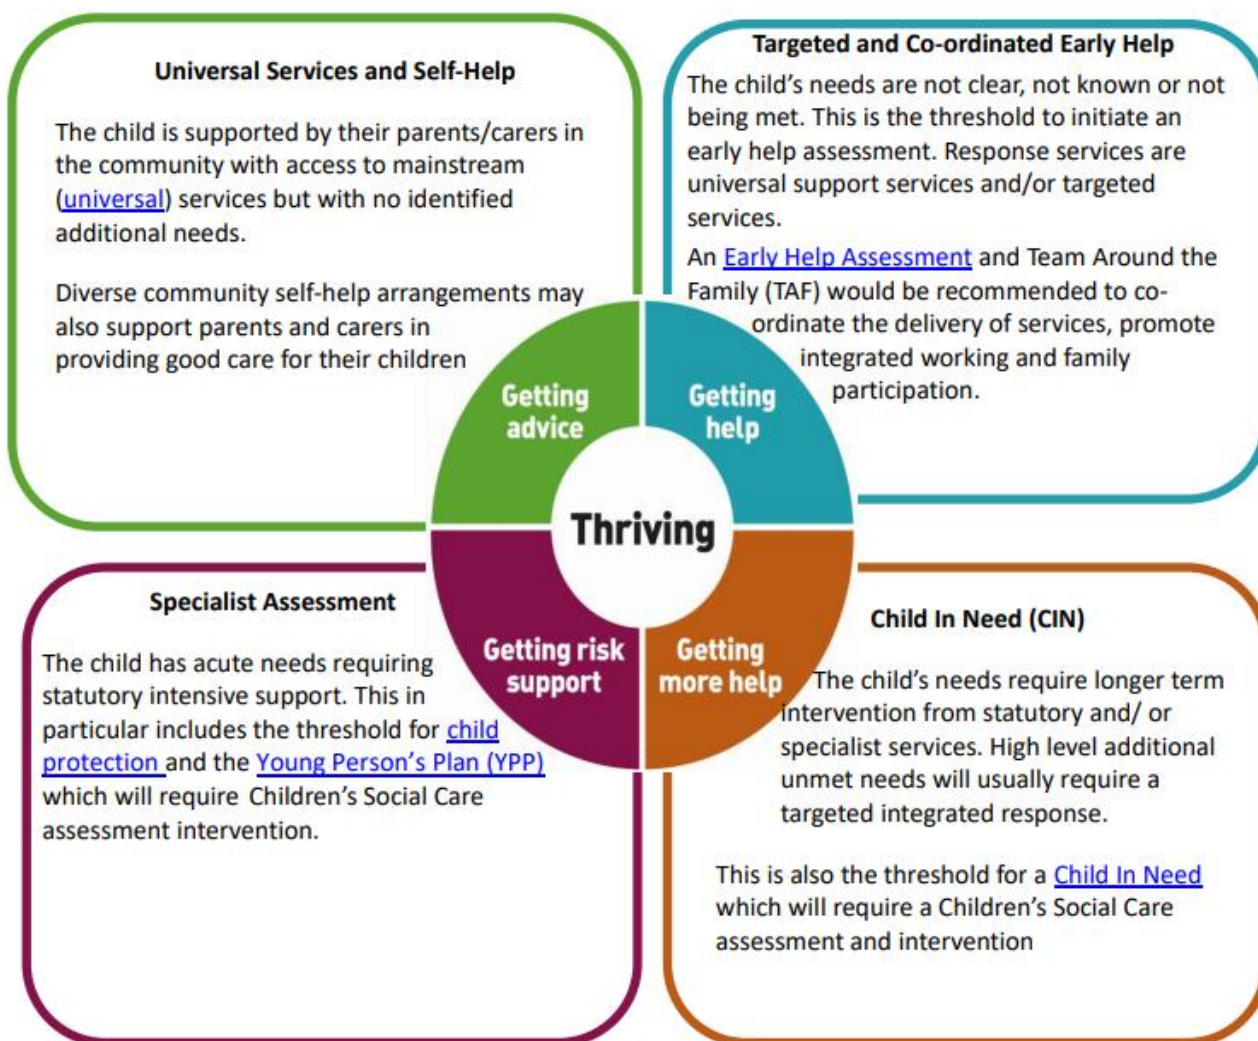 Universal Services and Self-Help
The child is supported by their parents/carers in
the community with access to mainstream
(universal) services but with no identified
additional needs.
Diverse community self-help arrangements may
also support parents and carers in
providing good care for their children
Targeted and Co-ordinated Early Help
The child’s needs are not clear, not known or not
being met. This is the threshold to initiate an
early help assessment. Response services are
universal support services and/or targeted
services.
An Early Help Assessment and Team Around the
Family (TAF) would be recommended to co-
ordinate the delivery of services, promote
integrated working and family
participation.
Getting
advice
Getting
help
Thriving
Getting risk
support
Getting
more help
Specialist Assessment
The child has acute needs requiring
statutory intensive support. This in
particular includes the threshold for child
protection and the Young Person’s Plan (YPP)
which will require Children’s Social Care
assessment intervention.
Child In Need (CIN)
The child’s needs require longer term
intervention from statutory and/ or
specialist services. High level additional
unmet needs will usually require a
targeted integrated response.
This is also the threshold for a Child In Need
which will require a Children’s Social Care
assessment and intervention